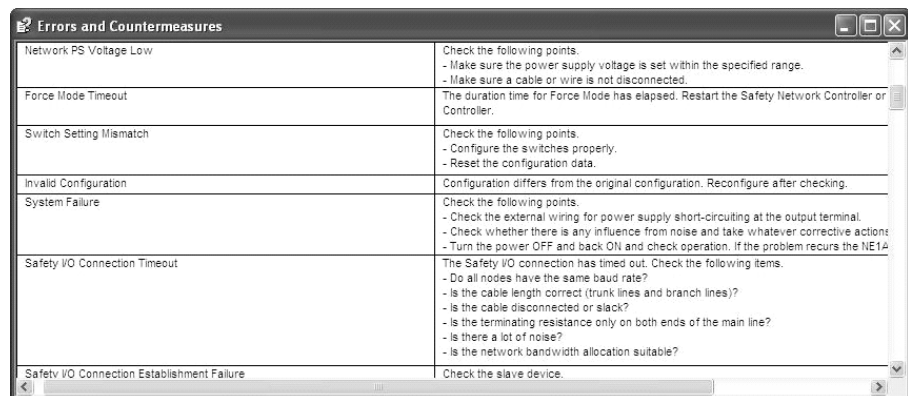 Errors and Countermeasures
Network PS Voltage Low
Check the following points.
- Make sure the power supply voltage is set within the specified range.
- Make sure a cable or wire is not disconnected.
Force Mode Timeout
The duration time for Force Mode has elapsed. Restart the Safety Network Controller or
Controller.
Switch Setting Mismatch
Check the following points.
- Configure the switches properly.
- Reset the configuration data.
Invalid Configuration
Configuration differs from the original configuration. Reconfigure after checking.
System Failure
Check the following points.
- Check the external wiring for power supply short-circuiting at the output terminal.
- Check whether there is any influence from noise and take whatever corrective actions
- Turn the power OFF and back ON and check operation. If the problem recurs the NE1A
Safety I/O Connection Timeout
The Safety I/O connection has timed out. Check the following items.
- Do all nodes have the same baud rate?
- Is the cable length correct (trunk lines and branch lines)?
- Is the cable disconnected or slack?
- Is the terminating resistance only on both ends of the main line?
- Is there a lot of noise?
- Is the network bandwidth allocation suitable?
Safety I/O Connection Establishment Failure
Check the slave device.